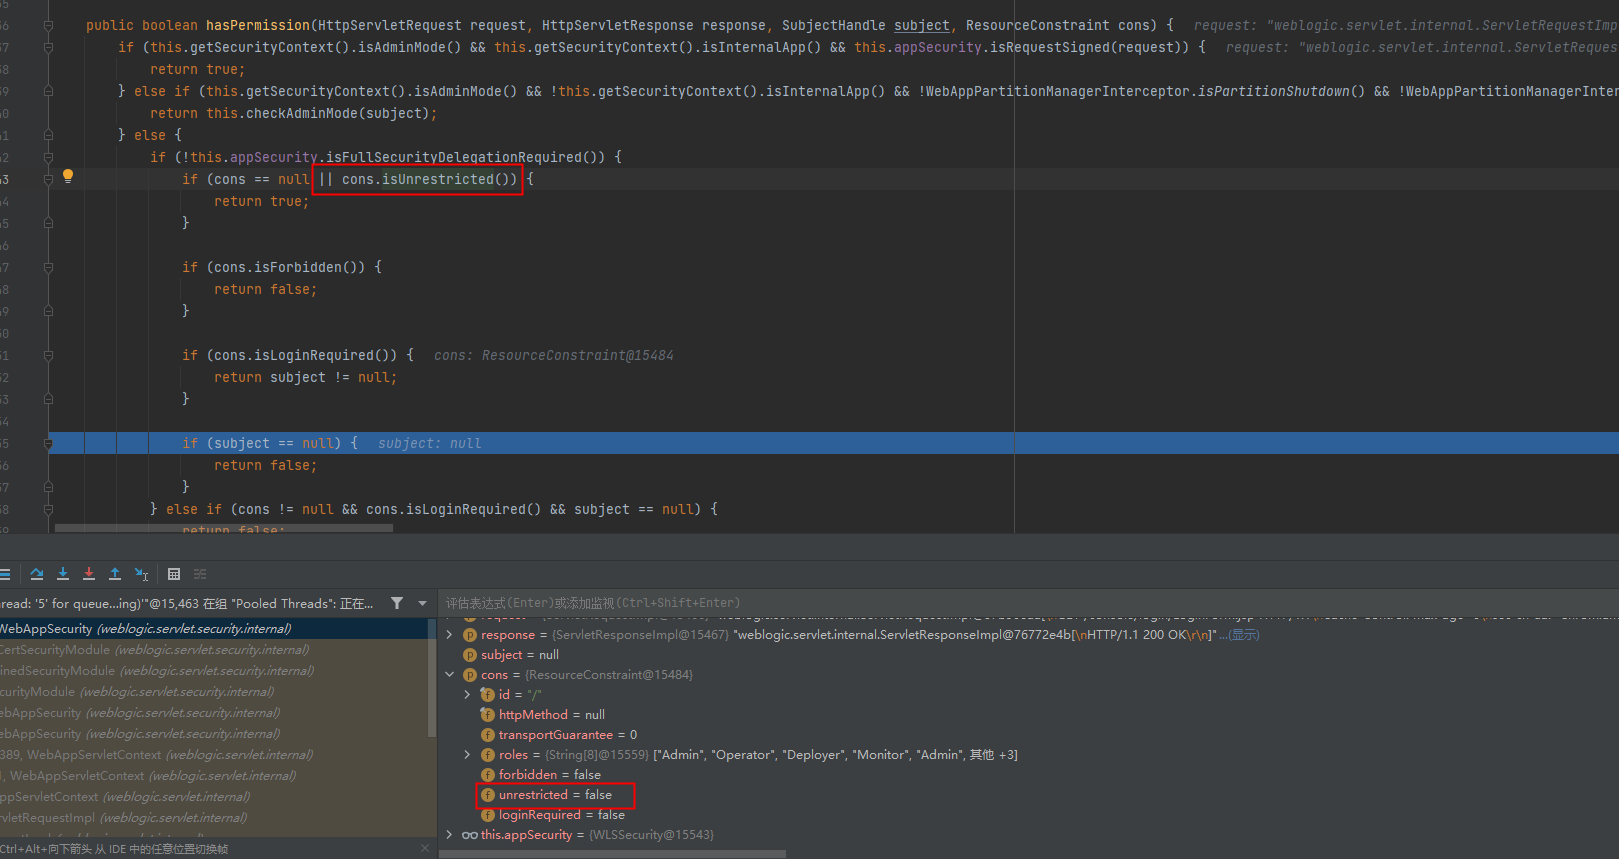 public boolean hasPermission(HttpServletRequest request, HttpServletResponse response, SubjectHandle subject, ResourceConstraint cons) { request: "weblogic.servlet.internal.ServletRequestImp
if (this.getSecurityContext().isAdminMode() && this.getSecurityContext().isInternalApp() && this.appSecurity.isRequestSigned(request)) { request: "weblogic.servlet.internal.ServletReques
return true;
} else if (this.getSecurityContext().isAdminMode() && !this.getSecurityContext().isInternalApp() && !WebAppPartitionManagerInterceptor.isPartitionShutdown() && !WebAppPartitionManagerInter
return this.checkAdminMode(subject);
} else {
if (!this.appSecurity.isFullSecurityDelegationRequired()) {
if (cons == null || cons.isUnrestricted()) {
return true;
}
if (cons.isForbidden()) {
return false;
}
if (cons.isLoginRequired()) { cons: ResourceConstraint@15484
return subject != null;
}
if (subject == null) { subject: null
return false;
}
} else if (cons != null && cons.isLoginRequired() && subject == null) {
return false;
read: '5' for queue...ing)'"@15,463 在组 "Pooled Threads": 正在...
WebAppSecurity (weblogic.servlet.security.internal)
CertSecurityModule (weblogic.servlet.security.internal)
inedSecurityModule (weblogic.servlet.security.internal)
curityModule (weblogic.servlet.security.internal)
ebAppSecurity (weblogic.servlet.security.internal)
ebAppSecurity (weblogic.servlet.security.internal)
389, WebAppServletContext (weblogic.servlet.internal)
, WebAppServletContext (weblogic.servlet.internal)
ppServletContext (weblogic.servlet.internal)
vletRequestImpl (weblogic.servlet.internal)
Ctrl+Alt+向下箭头 从 IDE 中的任意位置切换帧
评估表达式(Enter)或添加监视(Ctrl+Shift+Enter)
response = {ServletResponseImpl@15467} "weblogic.servlet.internal.ServletResponseImpl@76772e4b[\nHTTP/1.1 200 OK\r\n]" ...(显示)
subject = null
cons = {ResourceConstraint@15484}
id = "/"
httpMethod = null
transportGuarantee = 0
roles = {String[8]@15559} ["Admin", "Operator", "Deployer", "Monitor", "Admin", 其他 +3]
forbidden = false
unrestricted = false
loginRequired = false
this.appSecurity = {WLSSecurity@15543}